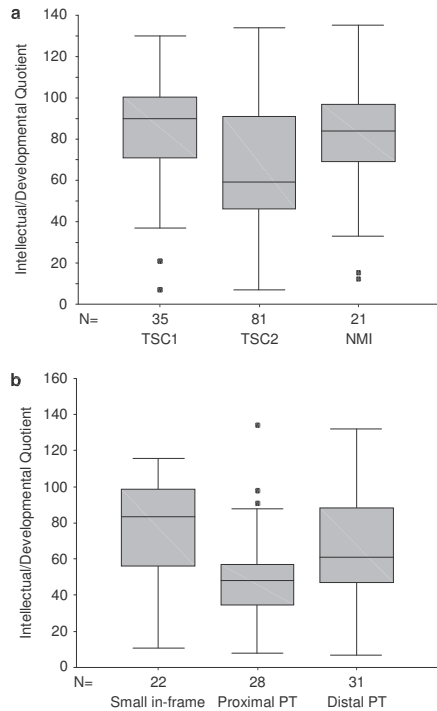 a
Intellectual/Developmental Quotient
140
120
100
80
60
40
20
0
N= 35 81 21
TSC1 TSC2 NMI
b
Intellectual/Developmental Quotient
160
140
120
100
80
60
40
20
0
N= 22 28 31
Small in-frame Proximal PT Distal PT